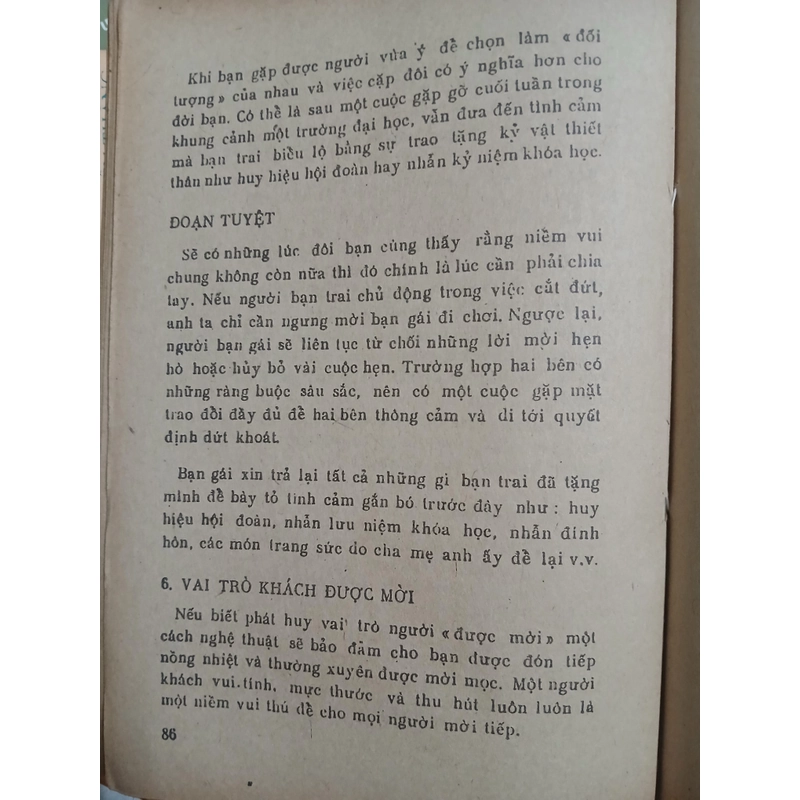 Khi bạn gặp được người vừa ý để chọn làm « đối
tượng» của nhau và việc cặp đôi có ý nghĩa hơn cho
đời bạn. Có thể là sau một cuộc gặp gỡ cuối tuần trong
khung cảnh một trường đại học, vẫn đưa đến tình cảm
mà bạn trai biểu lộ bằng sự trao tặng kỷ vật thiết
thân như huy hiệu hội đoàn hay nhẫn kỷ niệm khóa học.
ĐOẠN TUYỆT
Sẽ có những lúc đôi bạn cùng thấy rằng niềm vui
chung không còn nữa thì đó chính là lúc cần phải chia
tay. Nếu người bạn trai chủ động trong việc cắt đứt,
anh ta chỉ cần ngưng mời bạn gái đi chơi. Ngược lại,
người bạn gái sẽ liên tục từ chối những lời mời hẹn
hò hoặc hủy bỏ vài cuộc hẹn. Trường hợp hai bên có
những ràng buộc sâu sắc, nên có một cuộc gặp mặt
trao đổi đầy đủ để hai bên thông cảm và đi tới quyết
định dứt khoát.
Bạn gái xin trả lại tất cả những gì bạn trai đã tặng
mình để bày tỏ tình cảm gắn bó trước đây như : huy
hiệu hội đoàn, nhẫn lưu niệm khóa học, nhẫn đính
hôn, các món trang sức do cha mẹ anh ấy để lại v.v.
6. VAI TRÒ KHÁCH ĐƯỢC MỜI
Nếu biết phát huy vai trò người « được mời » một
cách nghệ thuật sẽ bảo đảm cho bạn được đón tiếp
nồng nhiệt và thường xuyên được mời mọc. Một người
khách vui tính, mực thước và thu hút luôn luôn là
một niềm vui thú để cho mọi người mời tiếp.
86